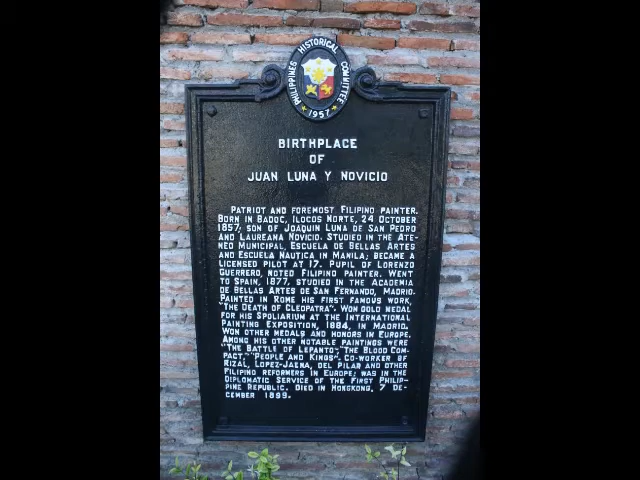 PHILIPPINES HISTORICAL COMMITTEE
1957
BIRTHPLACE
OF
JUAN LUNA Y NOVICIO
PATRIOT AND FOREMOST FILIPINO PAINTER.
BORN IN BADOC, ILOCOS NORTE, 24 OCTOBER
1857; SON OF JOAQUIN LUNA DE SAN PEDRO
AND LAUREANA NOVICIO. STUDIED IN THE ATE-
NEO MUNICIPAL, ESCUELA DE BELLAS ARTES
AND ESCUELA NAUTICA IN MANILA; BECAME A
LICENSED PILOT AT 17. PUPIL OF LORENZO
GUERRERO, NOTED FILIPINO PAINTER. WENT
TO SPAIN, 1877, STUDIED IN THE ACADEMIA
DE BELLAS ARTES DE SAN FERNANDO, MADRID.
PAINTED IN ROME HIS FIRST FAMOUS WORK,
"THE DEATH OF CLEOPATRA". WON GOLD MEDAL
FOR HIS SPOLIARIUM AT THE INTERNATIONAL
PAINTING EXPOSITION, 1884, IN MADRID.
WON OTHER MEDALS AND HONORS IN EUROPE.
AMONG HIS OTHER NOTABLE PAINTINGS WERE
"THE BATTLE OF LEPANTO", "THE BLOOD COM-
PACT," "PEOPLE AND KINGS". CO-WORKER OF
RIZAL, LOPEZ-JAENA, DEL PILAR AND OTHER
FILIPINO REFORMERS IN EUROPE; WAS IN THE
DIPLOMATIC SERVICE OF THE FIRST PHILIP-
PINE REPUBLIC. DIED IN HONGKONG, 7 DE-
CEMBER 1899.